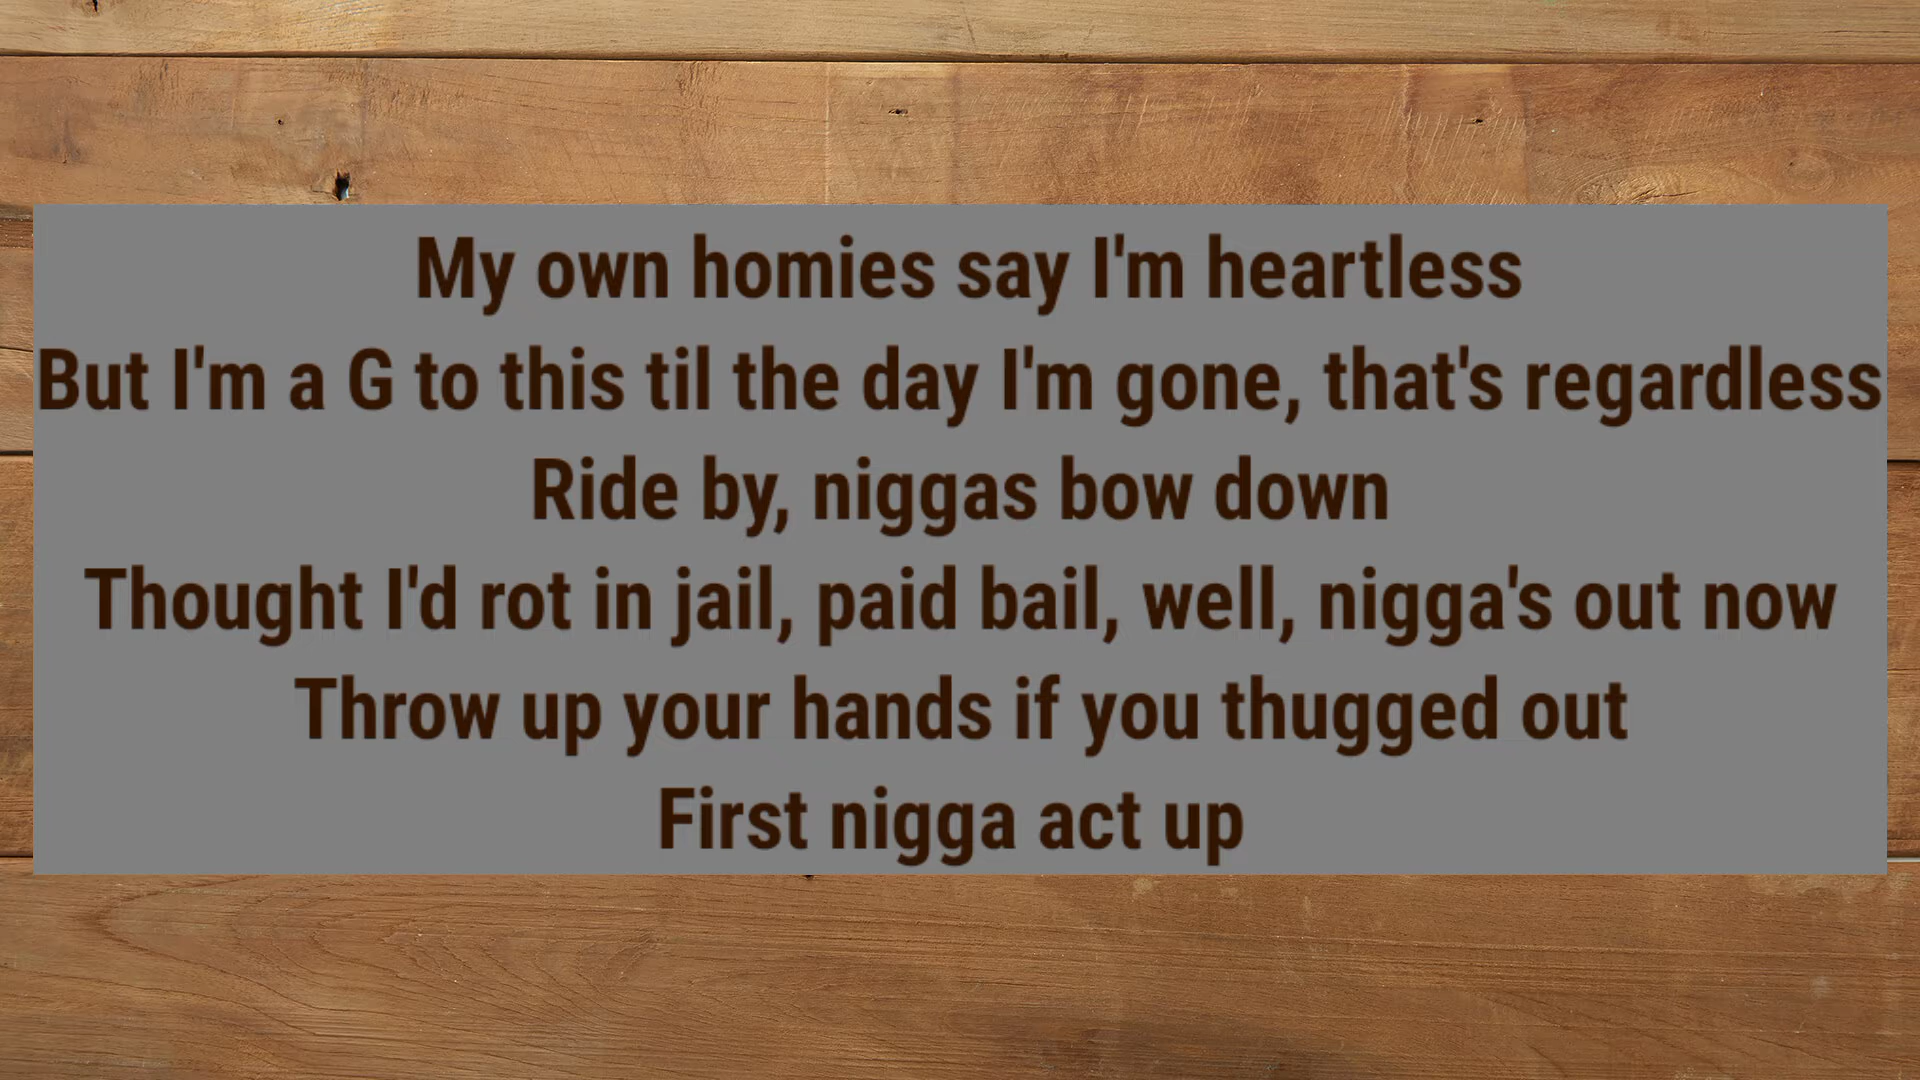 My own homies say I'm heartless
But I'm a G to this til the day I'm gone, that's regardless
Ride by, niggas bow down
Thought I'd rot in jail, paid bail, well, nigga's out now
Throw up your hands if you thugged out
First nigga act up